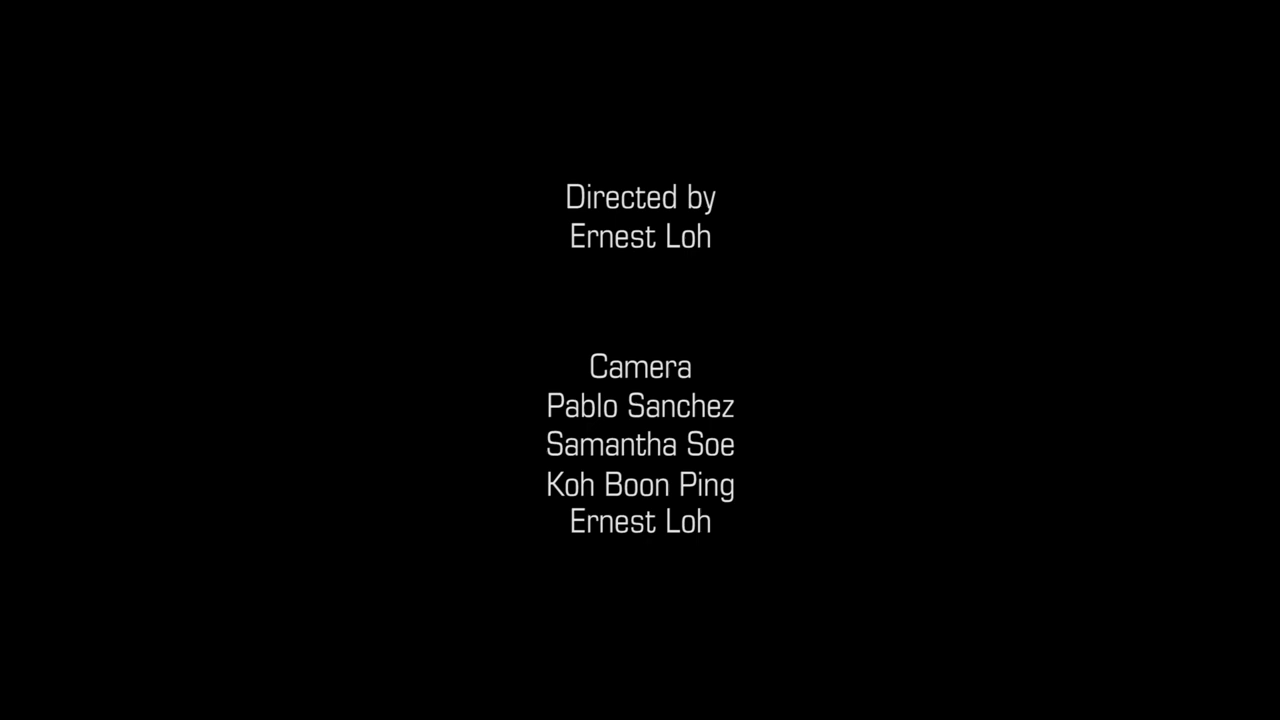 Directed by
Ernest Loh
Camera
Pablo Sanchez
Samantha Soe
Koh Boon Ping
Ernest Loh